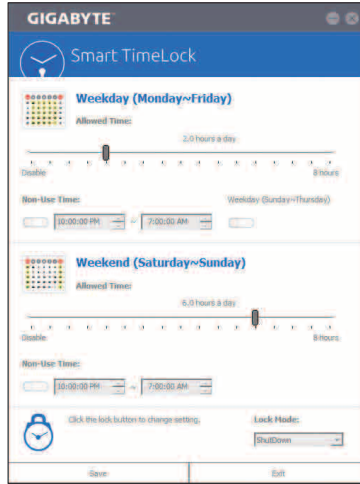 GIGABYTE
Smart TimeLock
Weekday (Monday~Friday)
Allowed Time:
2.0 hours a day
Disable 8 hours
Non-Use Time: Weekday (Sunday~Thursday)
10:00:00 PM ~ 7:00:00 AM
Weekend (Saturday~Sunday)
Allowed Time:
6.0 hours a day
Disable 8 hours
Non-Use Time:
10:00:00 PM ~ 7:00:00 AM
Click the lock button to change setting. Lock Mode:
ShutDown
Save Exit